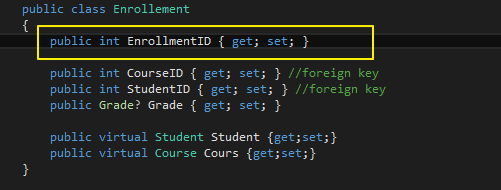 public class Enrollement
{
public int EnrollmentID { get; set; }
public int CourseID { get; set; } //foreign key
public int StudentID { get; set; } //foreign key
public Grade? Grade { get; set; }
public virtual Student Student {get;set;}
public virtual Course Cours {get;set;}
}